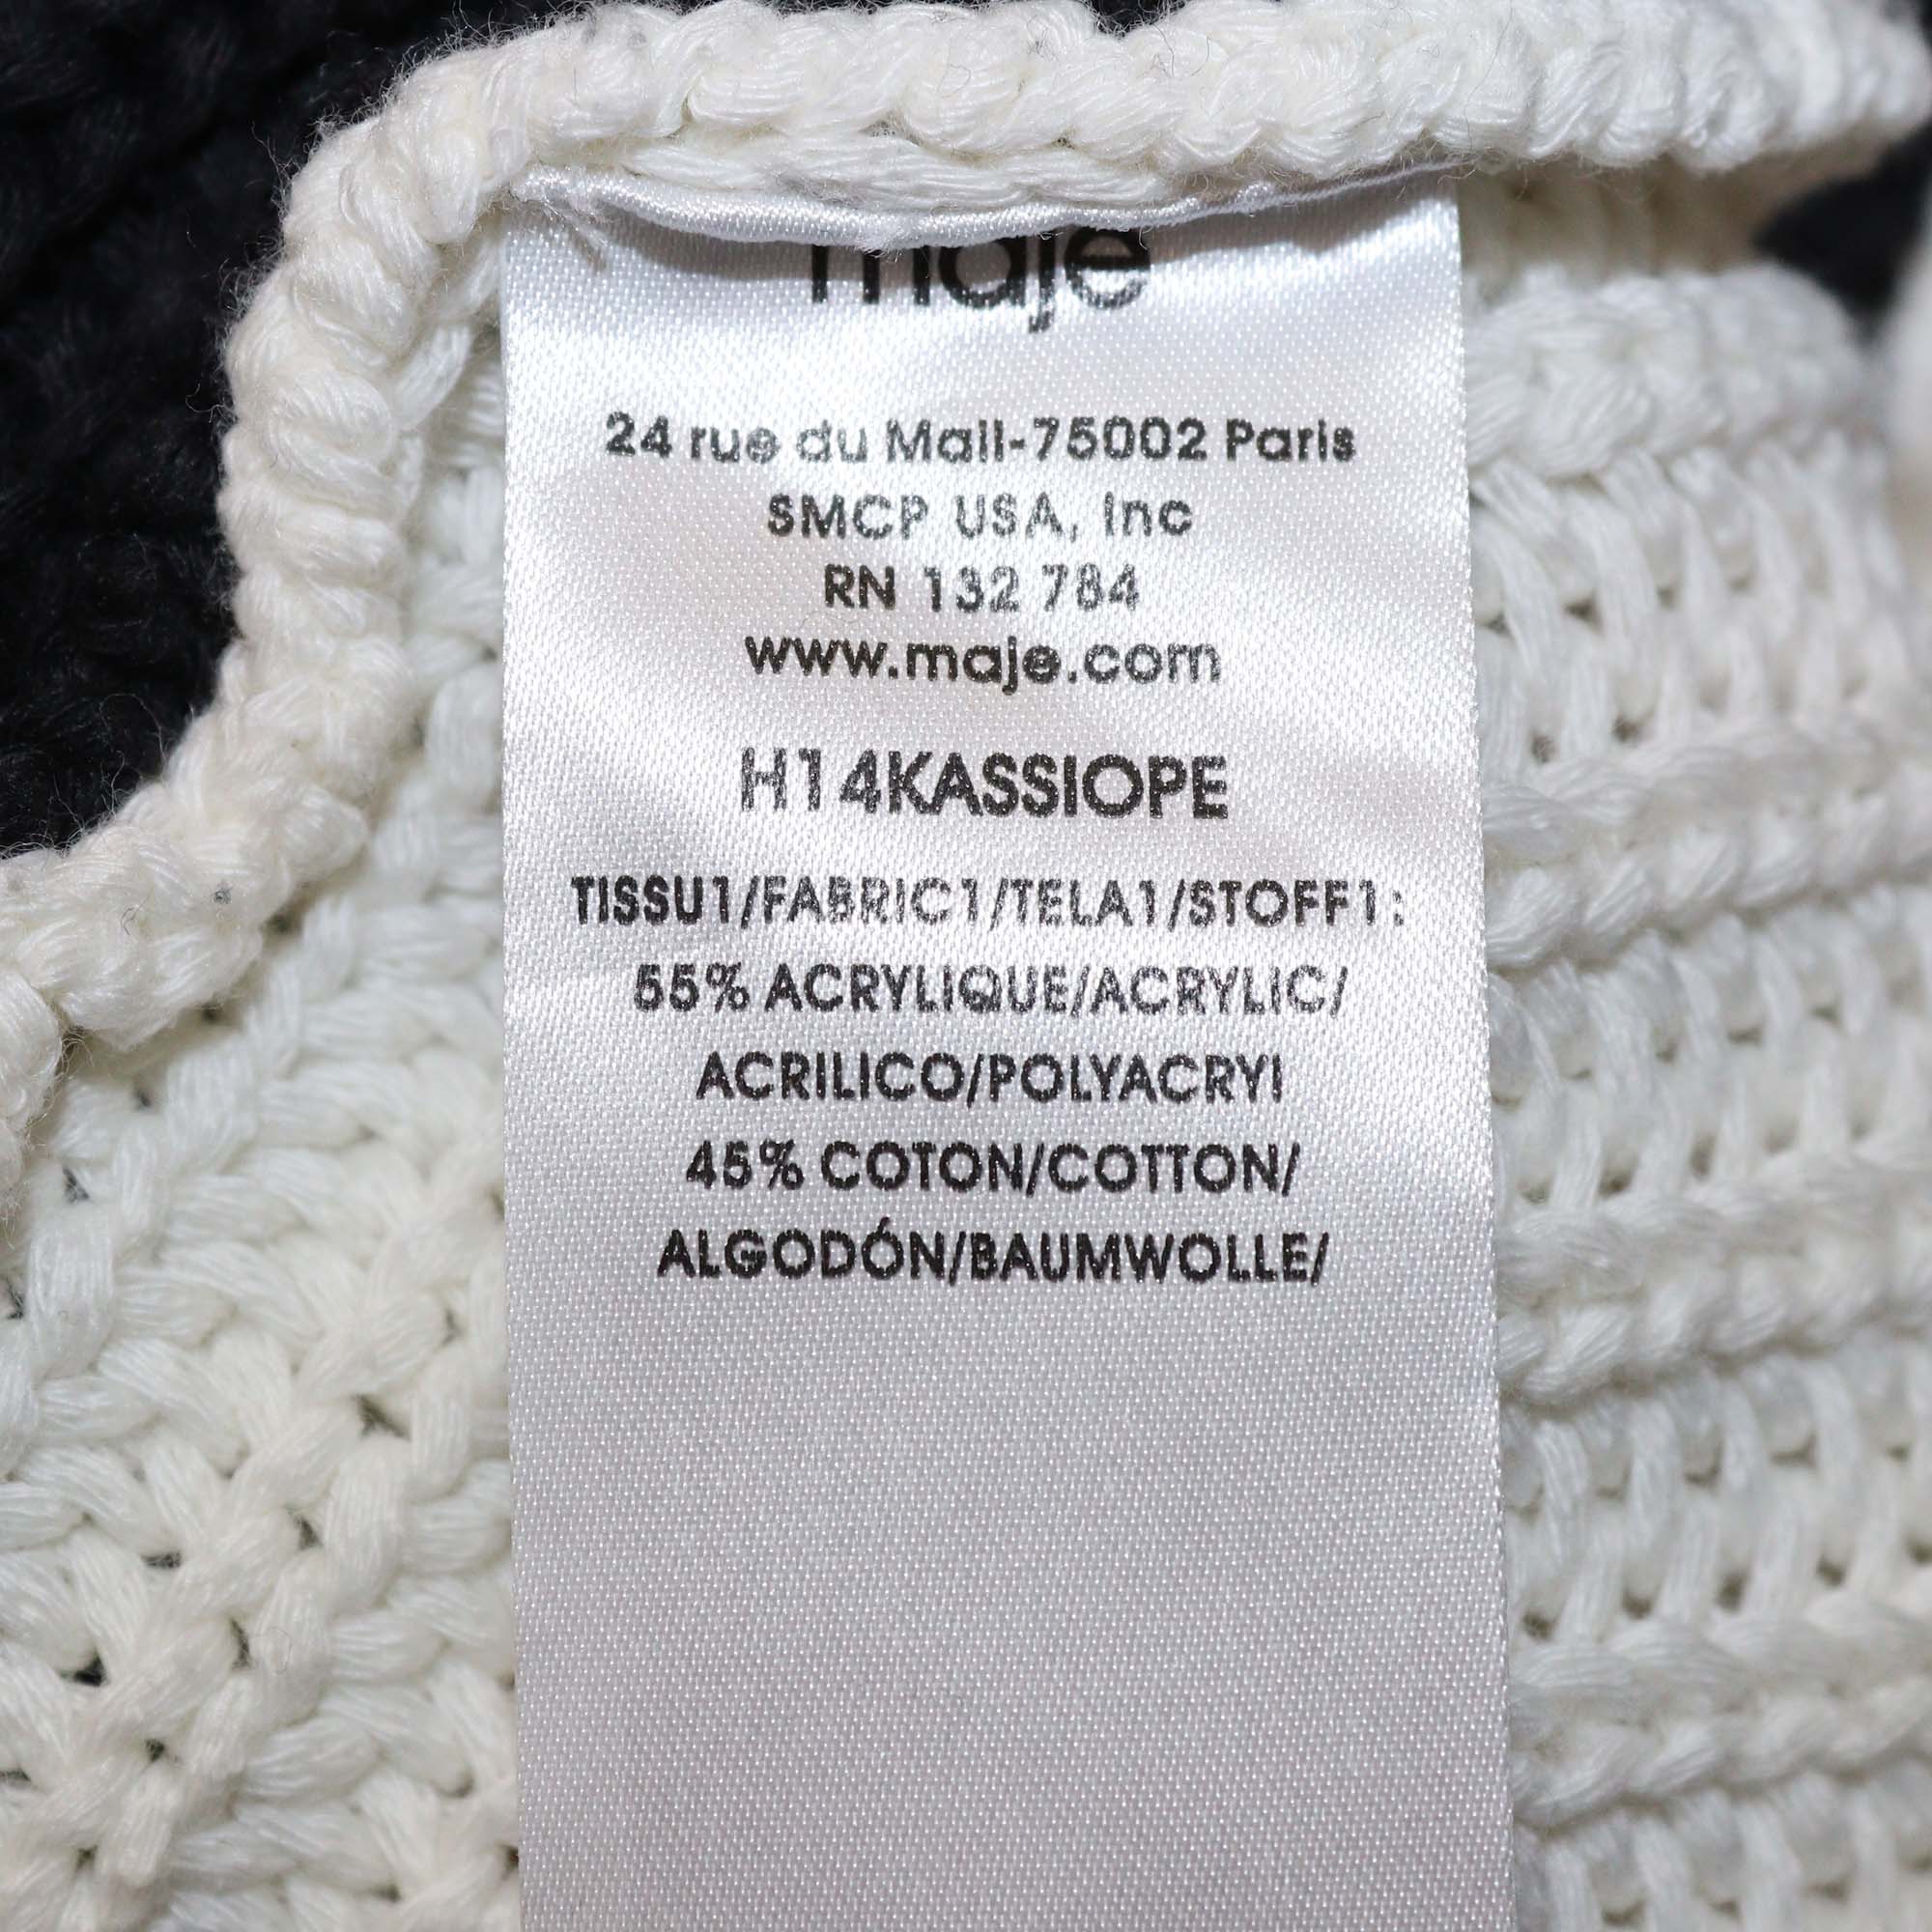 maje
24 rue du Mail-75002 Paris
SMCP USA, Inc
RN 132 784
www.maje.com
H14KASSIOPE
TISSU1/FABRIC1/TELA1/STOFF1:
55% ACRYLIQUE/ACRYLIC/
ACRILICO/POLYACRYl
45% COTON/COTTON/
ALGODÓN/BAUMWOLLE/